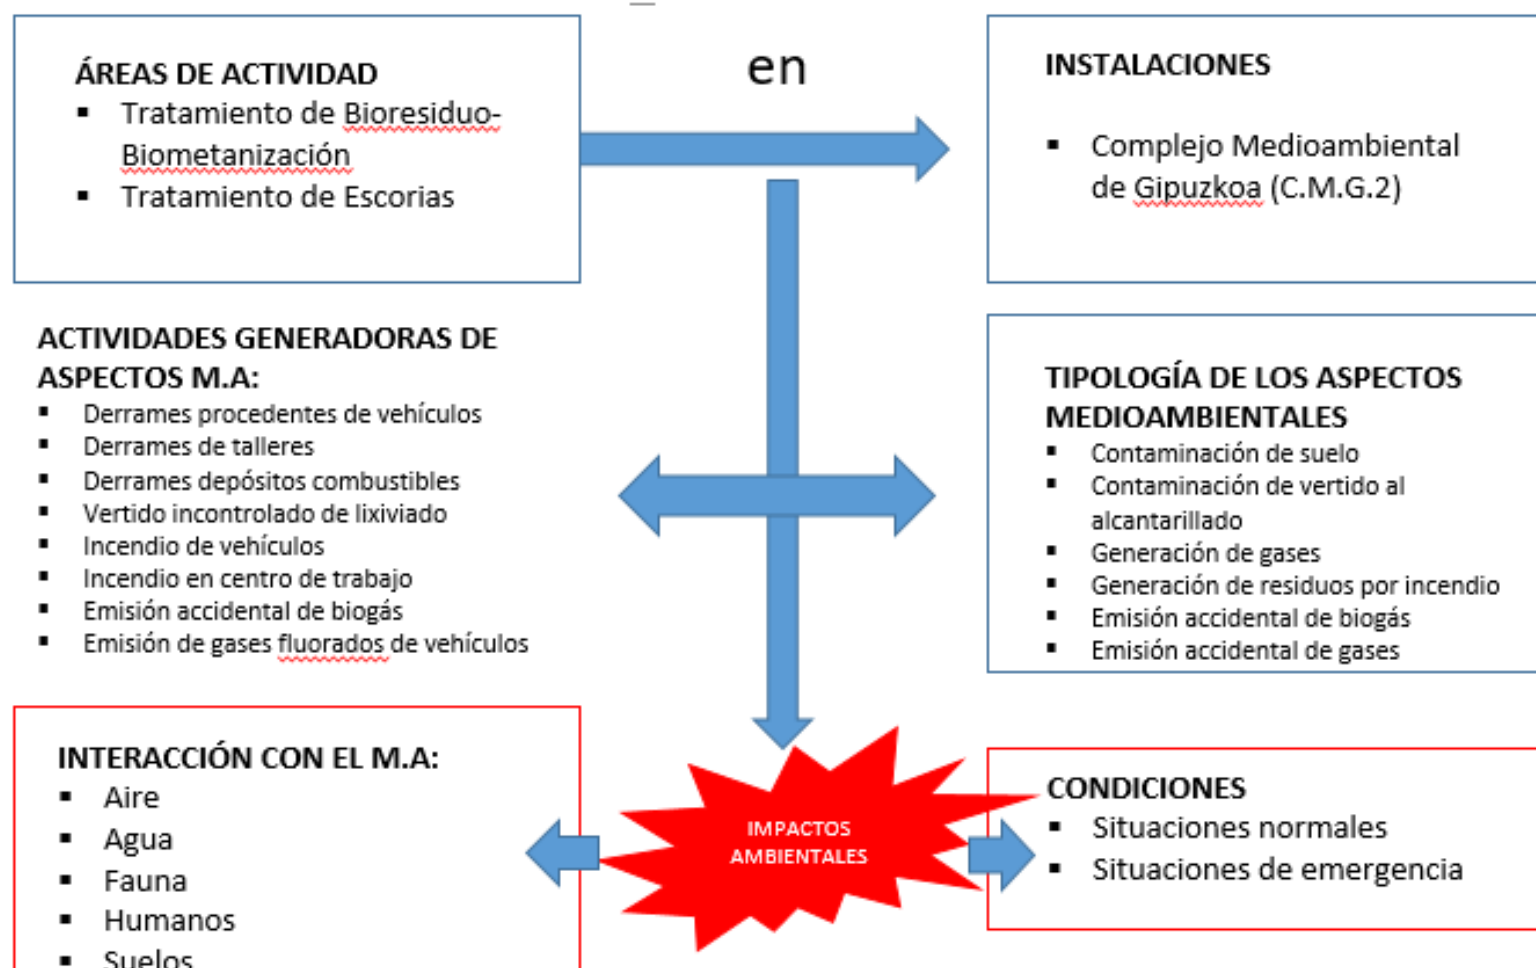 ÁREAS DE ACTIVIDAD
▪ Tratamiento de Bioresiduo-
Biometanización
▪ Tratamiento de Escorias
en
INSTALACIONES
▪ Complejo Medioambiental
de Gipuzkoa (C.M.G.2)
ACTIVIDADES GENERADORAS DE
ASPECTOS M.A:
▪ Derrames procedentes de vehículos
▪ Derrames de talleres
▪ Derrames depósitos combustibles
▪ Vertido incontrolado de lixiviado
▪ Incendio de vehículos
▪ Incendio en centro de trabajo
▪ Emisión accidental de biogás
▪ Emisión de gases fluorados de vehículos
TIPOLOGÍA DE LOS ASPECTOS
MEDIOAMBIENTALES
▪ Contaminación de suelo
▪ Contaminación de vertido al
alcantarillado
▪ Generación de gases
▪ Generación de residuos por incendio
▪ Emisión accidental de biogás
▪ Emisión accidental de gases
INTERACCIÓN CON EL M.A:
▪ Aire
▪ Agua
▪ Fauna
▪ Humanos
▪ Suelos
IMPACTOS
AMBIENTALES
CONDICIONES
▪ Situaciones normales
▪ Situaciones de emergencia